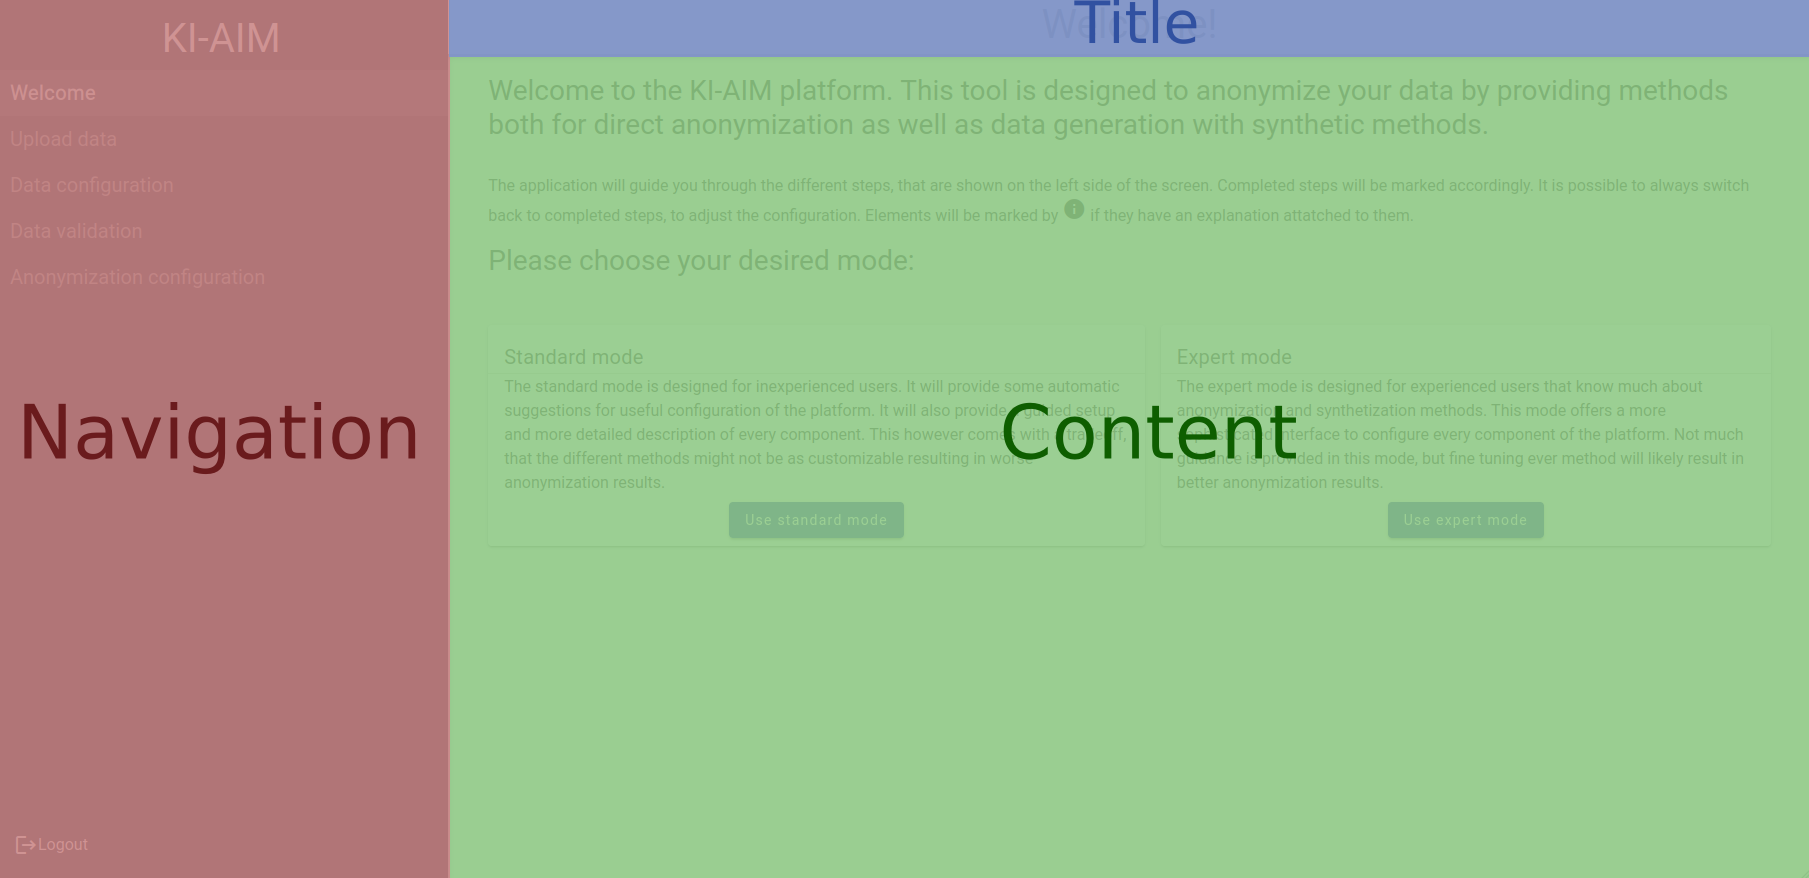 KI-AIM
Welcome
Upload data
Data configuration
Data validation
Anonymization configuration
Navigation
Logout
Welcome!
Title
Welcome to the KI-AIM platform. This tool is designed to anonymize your data by providing methods
both for direct anonymization as well as data generation with synthetic methods.
The application will guide you through the different steps, that are shown on the left side of the screen. Completed steps will be marked accordingly. It is possible to always switch
back to completed steps, to adjust the configuration. Elements will be marked by if they have an explanation attatched to them.
Please choose your desired mode:
Standard mode
The standard mode is designed for inexperienced users. It will provide some automatic
suggestions for useful configuration of the platform. It will also provide a guided setup
and more detailed description of every component. This however comes with a tradeoff,
that the different methods might not be as customizable resulting in worse
anonymization results.
Use standard mode
Expert mode
The expert mode is designed for experienced users that know much about
anonymization and synthetization methods. This mode offers a more
sophisticated interface to configure every component of the platform. Not much
guidance is provided in this mode, but fine tuning ever method will likely result in
better anonymization results.
Use expert mode
Content